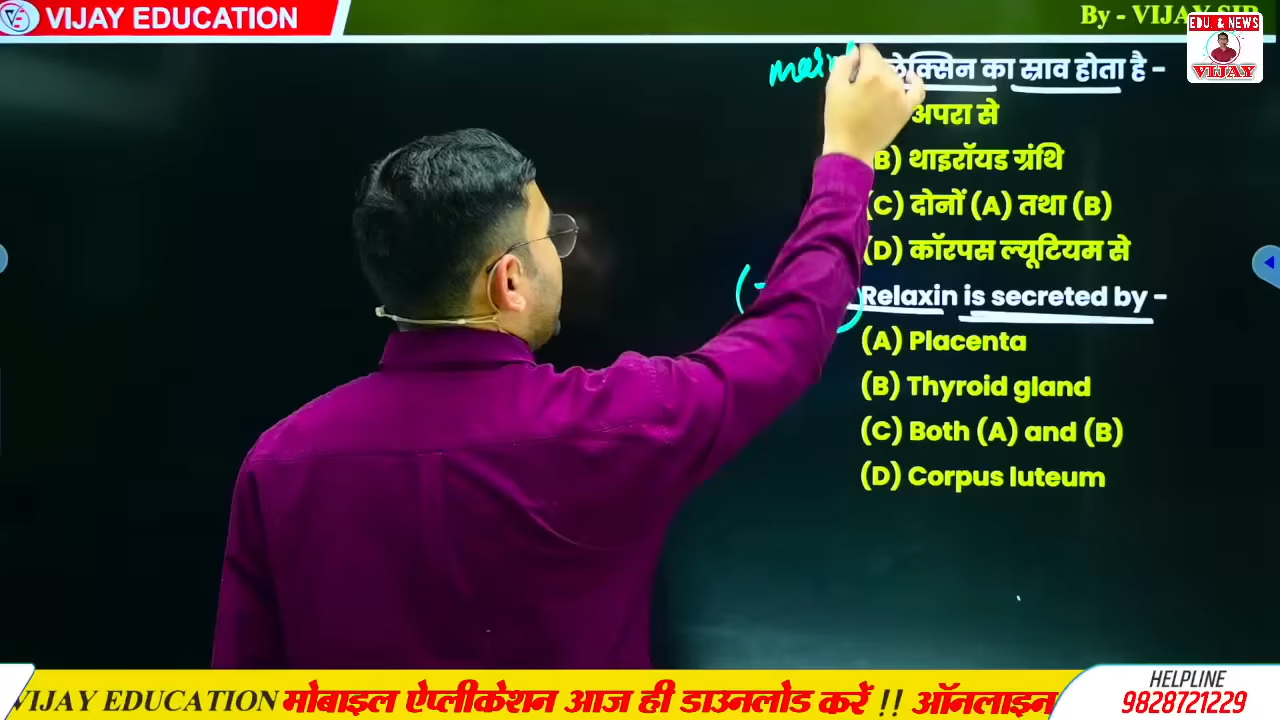 VIJAY EDUCATION
By - VIJAY SIR
EDU. & NEWS
VIJAY
लेक्सिन का स्राव होता है -
अपरा से
(B) थाइरॉयड ग्रंथि
(C) दोनों (A) तथा (B)
(D) कॉरपस ल्यूटियम से
Relaxin is secreted by -
(A) Placenta
(B) Thyroid gland
(C) Both (A) and (B)
(D) Corpus luteum
VIJAY EDUCATION मोबाइल ऐप्लीकेशन आज ही डाउनलोड करें !! ऑनलाइन
HELPLINE
9828721229